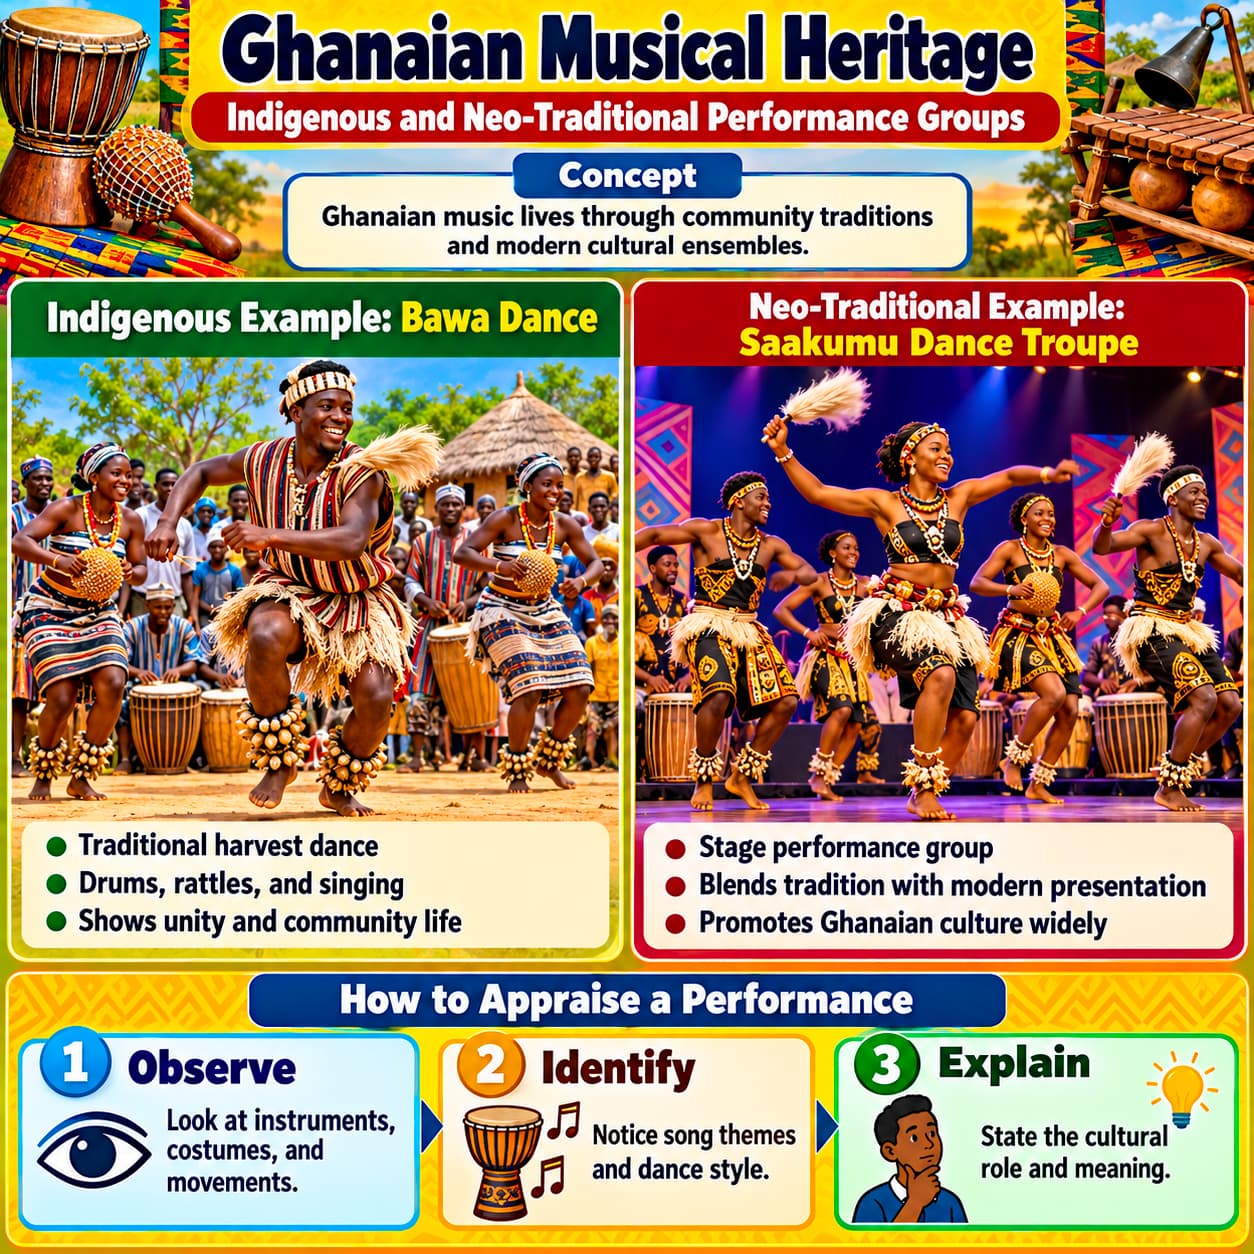 Ghanaian Musical Heritage
Indigenous and Neo-Traditional Performance Groups
Concept
Ghanaian music lives through community traditions
and modern cultural ensembles.
Indigenous Example: Bawa Dance
Traditional harvest dance
Drums, rattles, and singing
Shows unity and community life
Neo-Traditional Example:
Saakumu Dance Troupe
Stage performance group
Blends tradition with modern presentation
Promotes Ghanaian culture widely
How to Appraise a Performance
1 Observe
Look at instruments,
costumes, and
movements.
2 Identify
Notice song themes
and dance style.
3 Explain
State the cultural
role and meaning.